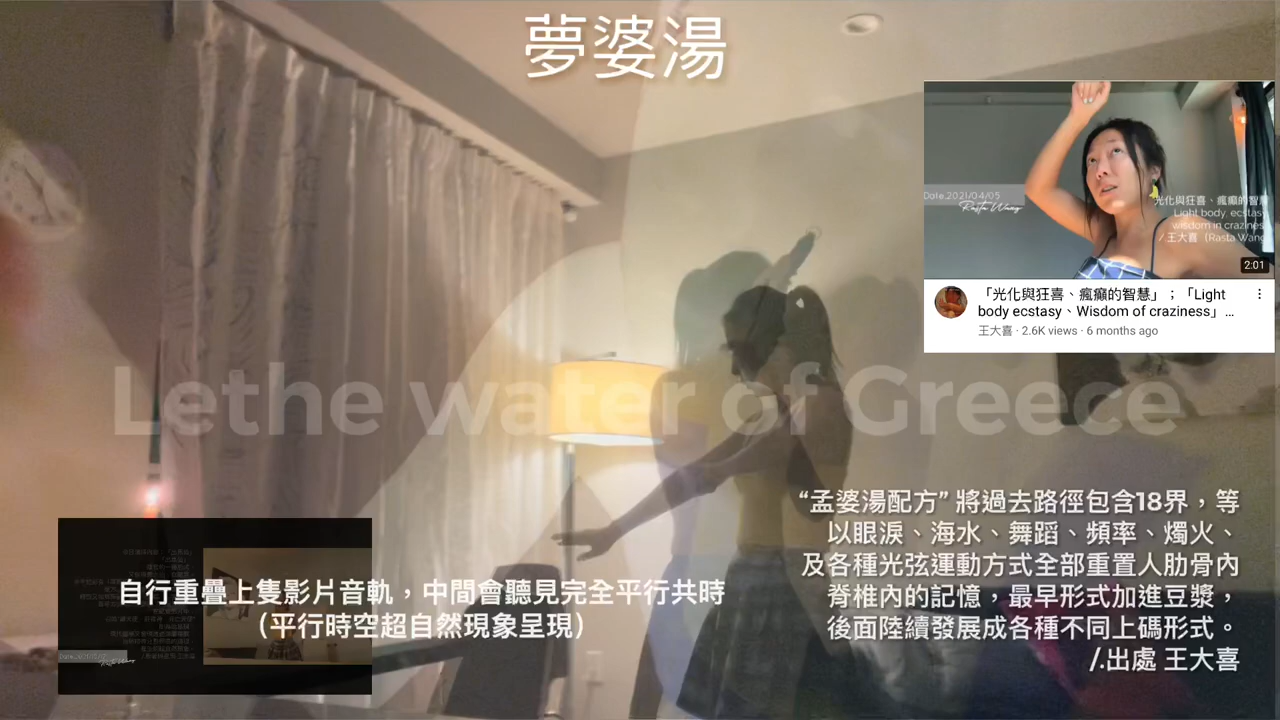 夢婆湯
Date.2021/04/05
Rasta Wang
光化與狂喜、瘋癲的智慧
Light body ecstasy
wisdom in craziness
/ 王大喜 (Rasta Wang
2:01
「光化與狂喜、瘋癲的智慧」；「Light
body ecstasy、Wisdom of craziness」...
王大喜 · 2.6K views · 6 months ago
Lethe water of Greece
“孟婆湯配方” 將過去路徑包含18界，等
以眼淚、海水、舞蹈、頻率、燭火、
及各種光弦運動方式全部重置人肋骨內
脊椎內的記憶，最早形式加進豆漿，
後面陸續發展成各種不同上碼形式。
/.出處 王大喜
自行重疊上隻影片音軌，中間會聽見完全平行共時
（平行時空超自然現象呈現）